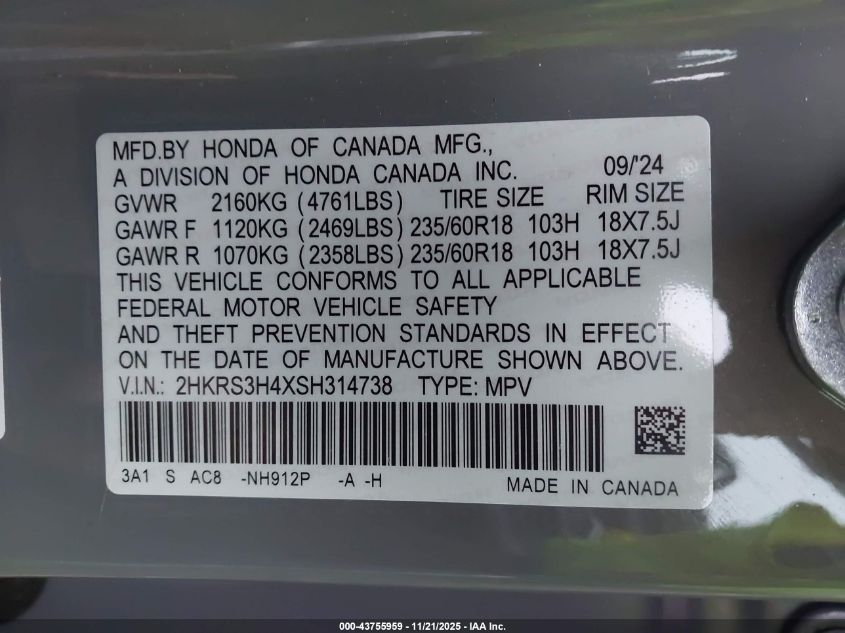 MFD.BY HONDA OF CANADA MFG.,
A DIVISION OF HONDA CANADA INC. 09/'24
GVWR 2160KG (4761LBS) TIRE SIZE RIM SIZE
GAWR F 1120KG (2469LBS) 235/60R18 103H 18X7.5J
GAWR R 1070KG (2358LBS) 235/60R18 103H 18X7.5J
THIS VEHICLE CONFORMS TO ALL APPLICABLE
FEDERAL MOTOR VEHICLE SAFETY
AND THEFT PREVENTION STANDARDS IN EFFECT
ON THE DATE OF MANUFACTURE SHOWN ABOVE.
V.I.N.: 2HKRS3H4XSH314738 TYPE: MPV
3A1 S AC8 -NH912P -A -H MADE IN CANADA
000-43755959 - 11/21/2025 - IAA Inc.